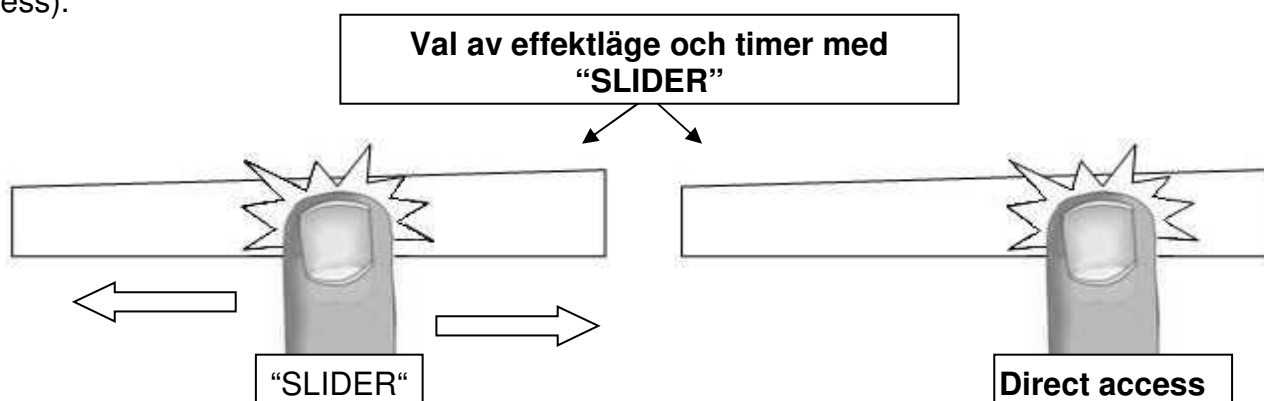 ess).
Val av effektläge och timer med
“SLIDER”
“SLIDER“
Direct access